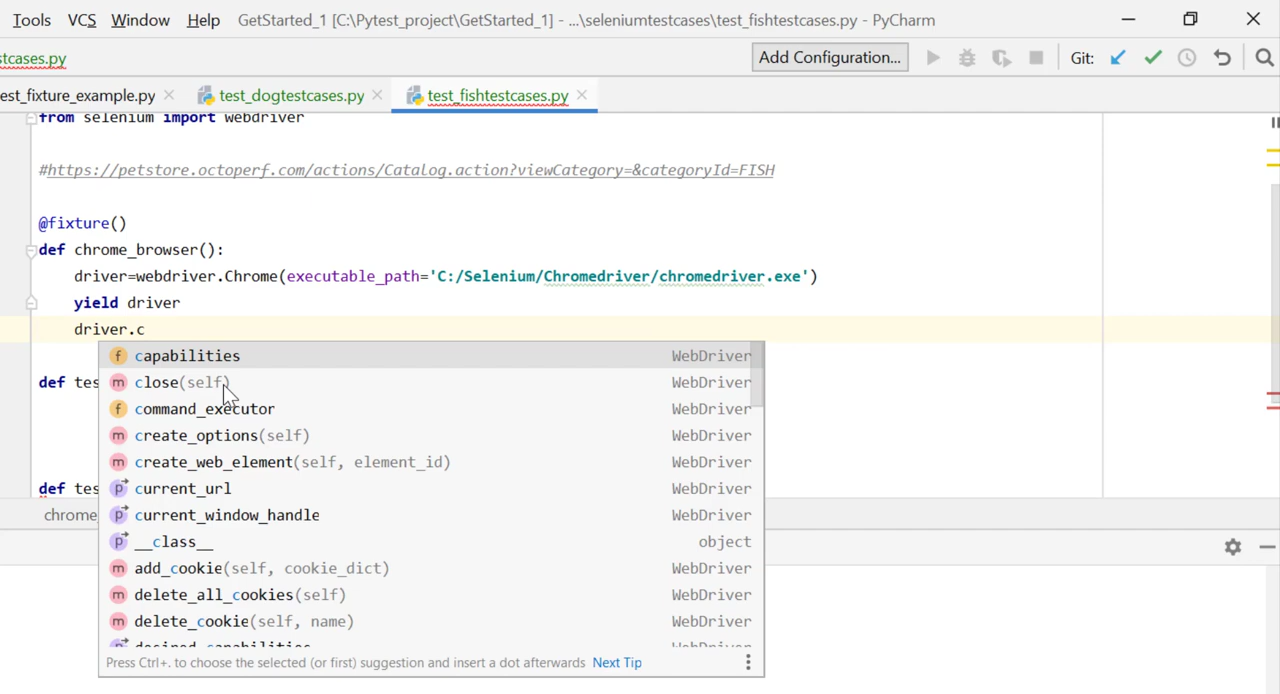 Tools VCS Window Help GetStarted_1 [C:\Pytest_project\GetStarted_1] - ...\seleniumtestcases\test_fishtestcases.py - PyCharm
tcases.py Add Configuration... Git:
est_fixture_example.py test_dogtestcases.py test_fishtestcases.py
from selenium import webdriver
#https://petstore.octoperf.com/actions/Catalog.action?viewCategory=&categoryId=FISH
@fixture()
def chrome_browser():
driver=webdriver.Chrome(executable_path='C:/Selenium/Chromedriver/chromedriver.exe')
yield driver
driver.c
f capabilities WebDriver
def tes m close(self) WebDriver
f command_executor WebDriver
m create_options(self) WebDriver
m create_web_element(self, element_id) WebDriver
def tes p current_url WebDriver
chrome p current_window_handle WebDriver
p __class__ object
m add_cookie(self, cookie_dict) WebDriver
m delete_all_cookies(self) WebDriver
m delete_cookie(self, name) WebDriver
desired_capabilities WebDriver
Press Ctrl+. to choose the selected (or first) suggestion and insert a dot afterwards Next Tip